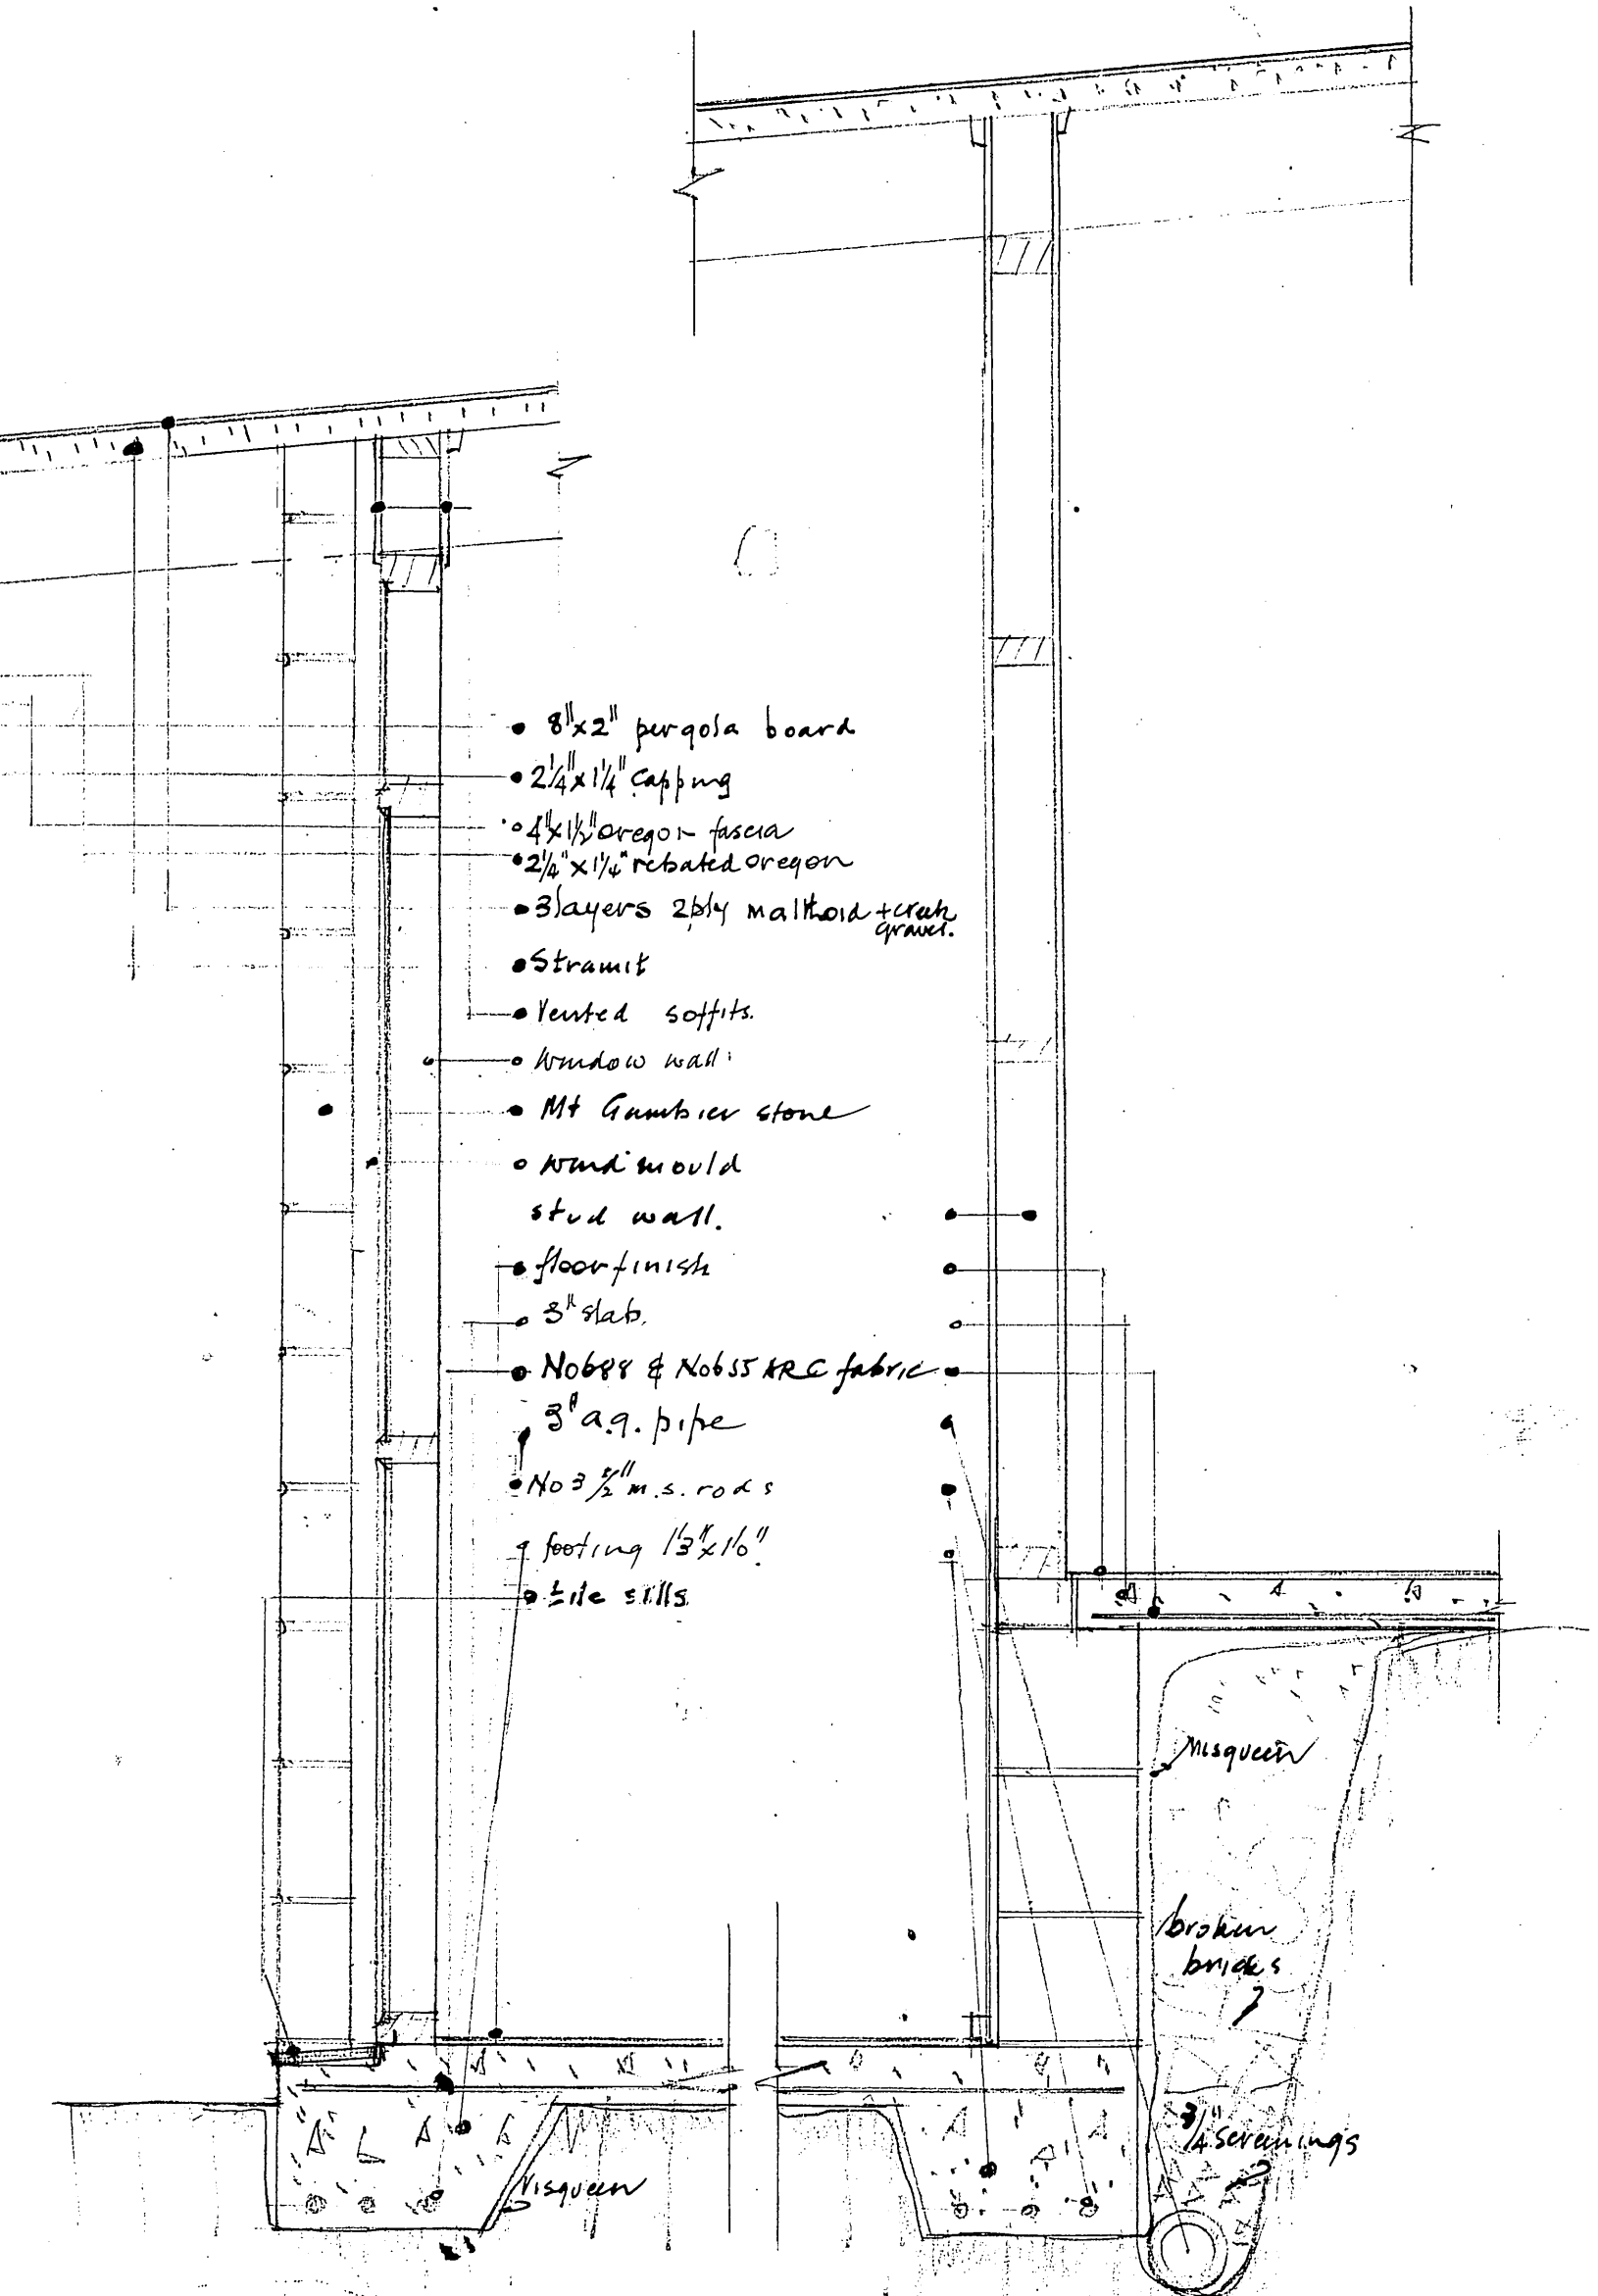 8"x2" pergola board
2¼"x1¼" capping
4"x1½" oregon fascia
2¼"x1¼" rebated oregon
3 layers 2ply malthoid + creek
gravel.
Stramit
Vented soffits.
window wall
Mt Gambier stone
wind mould
stud wall.
floor finish
3" slab.
No688 & No655 ARC fabric
3" a.g. pipe
No 3 ½" m.s. rods
footing 1'3"x1'6"
tile sills
Misqueen
broken
bricks
¾" screenings
Visqueen